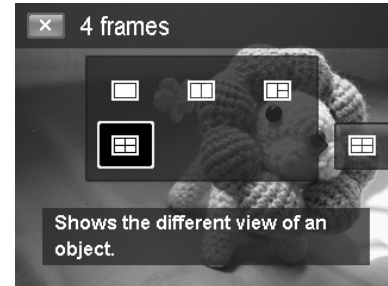 4 frames
Shows the different view of an
object.